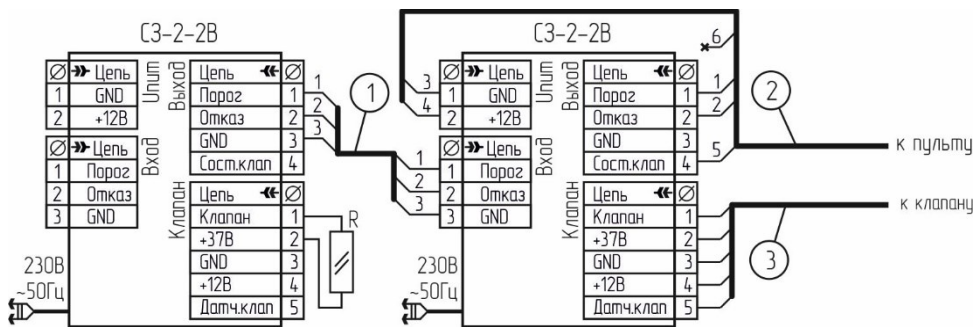 СЗ-2-2В
Цепь
1 GND
2 +12В
Uпит
Цепь
1 Порог
2 Отказ
3 GND
Вход
Выход
Цепь
Порог 1
Отказ 2
GND 3
Сост.клап 4
Клапан
Цепь
Клапан 1
+37В 2
GND 3
+12В 4
Датч.клап 5
R
230В
~50Гц
1
2
3
1
1
2
3
СЗ-2-2В
3
4
Цепь
1 GND
2 +12В
Uпит
Цепь
1 Порог
2 Отказ
3 GND
Вход
Выход
Цепь
Порог 1
Отказ 2
GND 3
Сост.клап 4
Клапан
Цепь
Клапан 1
+37В 2
GND 3
+12В 4
Датч.клап 5
230В
~50Гц
6
1
2
5
2
к пульту
к клапану
3